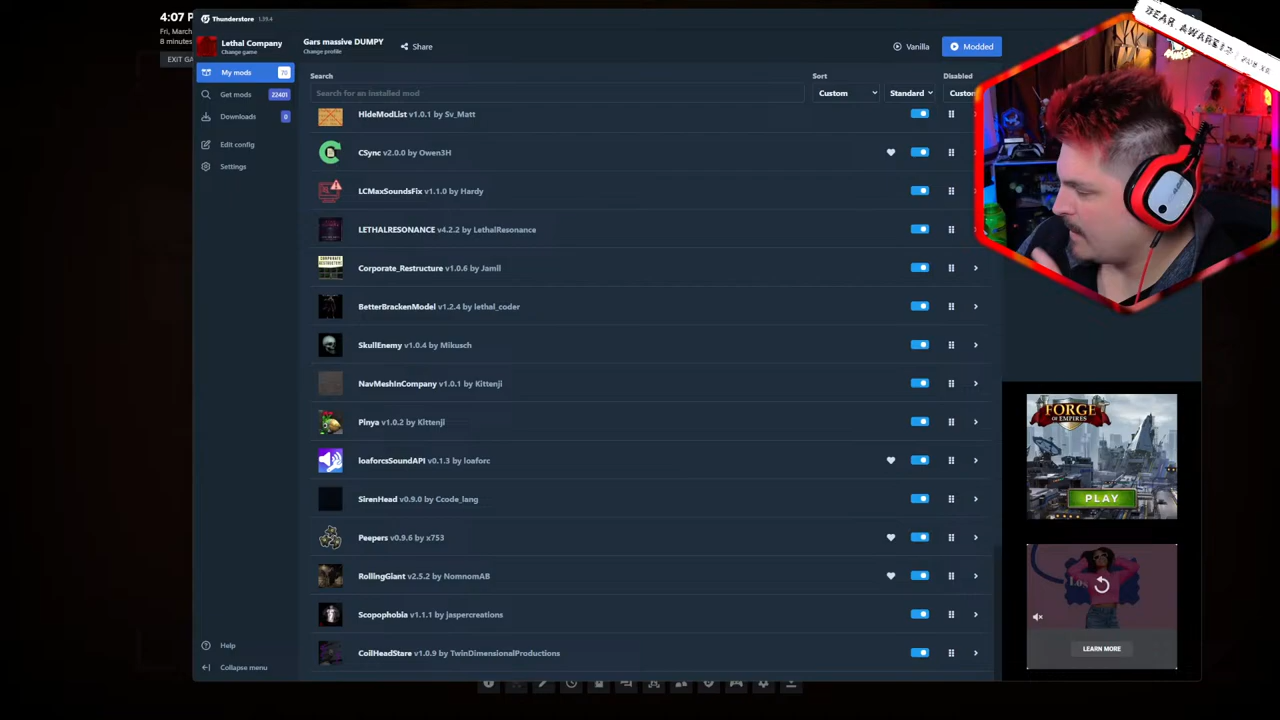 4:07 P
Fri, March
8 minutes
EXIT GA
Thunderstore 1.39.4
Lethal Company
Change game
Gars massive DUMPY
Change profile
Share
Vanilla
Modded
My mods 70
Get mods 22401
Downloads 0
Edit config
Settings
Search
Search for an installed mod
Sort
Custom
Standard
Disabled
Custom
HideModList v1.0.1 by Sv_Matt
CSync v2.0.0 by Owen3H
LCMaxSoundsFix v1.1.0 by Hardy
LETHALRESONANCE v4.2.2 by LethalResonance
Corporate_Restructure v1.0.6 by Jamil
BetterBrackenModel v1.2.4 by lethal_coder
SkullEnemy v1.0.4 by Mikusch
NavMeshInCompany v1.0.1 by Kittenji
Pinya v1.0.2 by Kittenji
loaforcsSoundAPI v0.1.3 by loaforc
SirenHead v0.9.0 by Ccode_lang
Peepers v0.9.6 by x753
RollingGiant v2.5.2 by NomnomAB
Scopophobia v1.1.1 by jaspercreations
CoilHeadStare v1.0.9 by TwinDimensionalProductions
Help
Collapse menu
FORGE
OF EMPIRES
PLAY
LEARN MORE